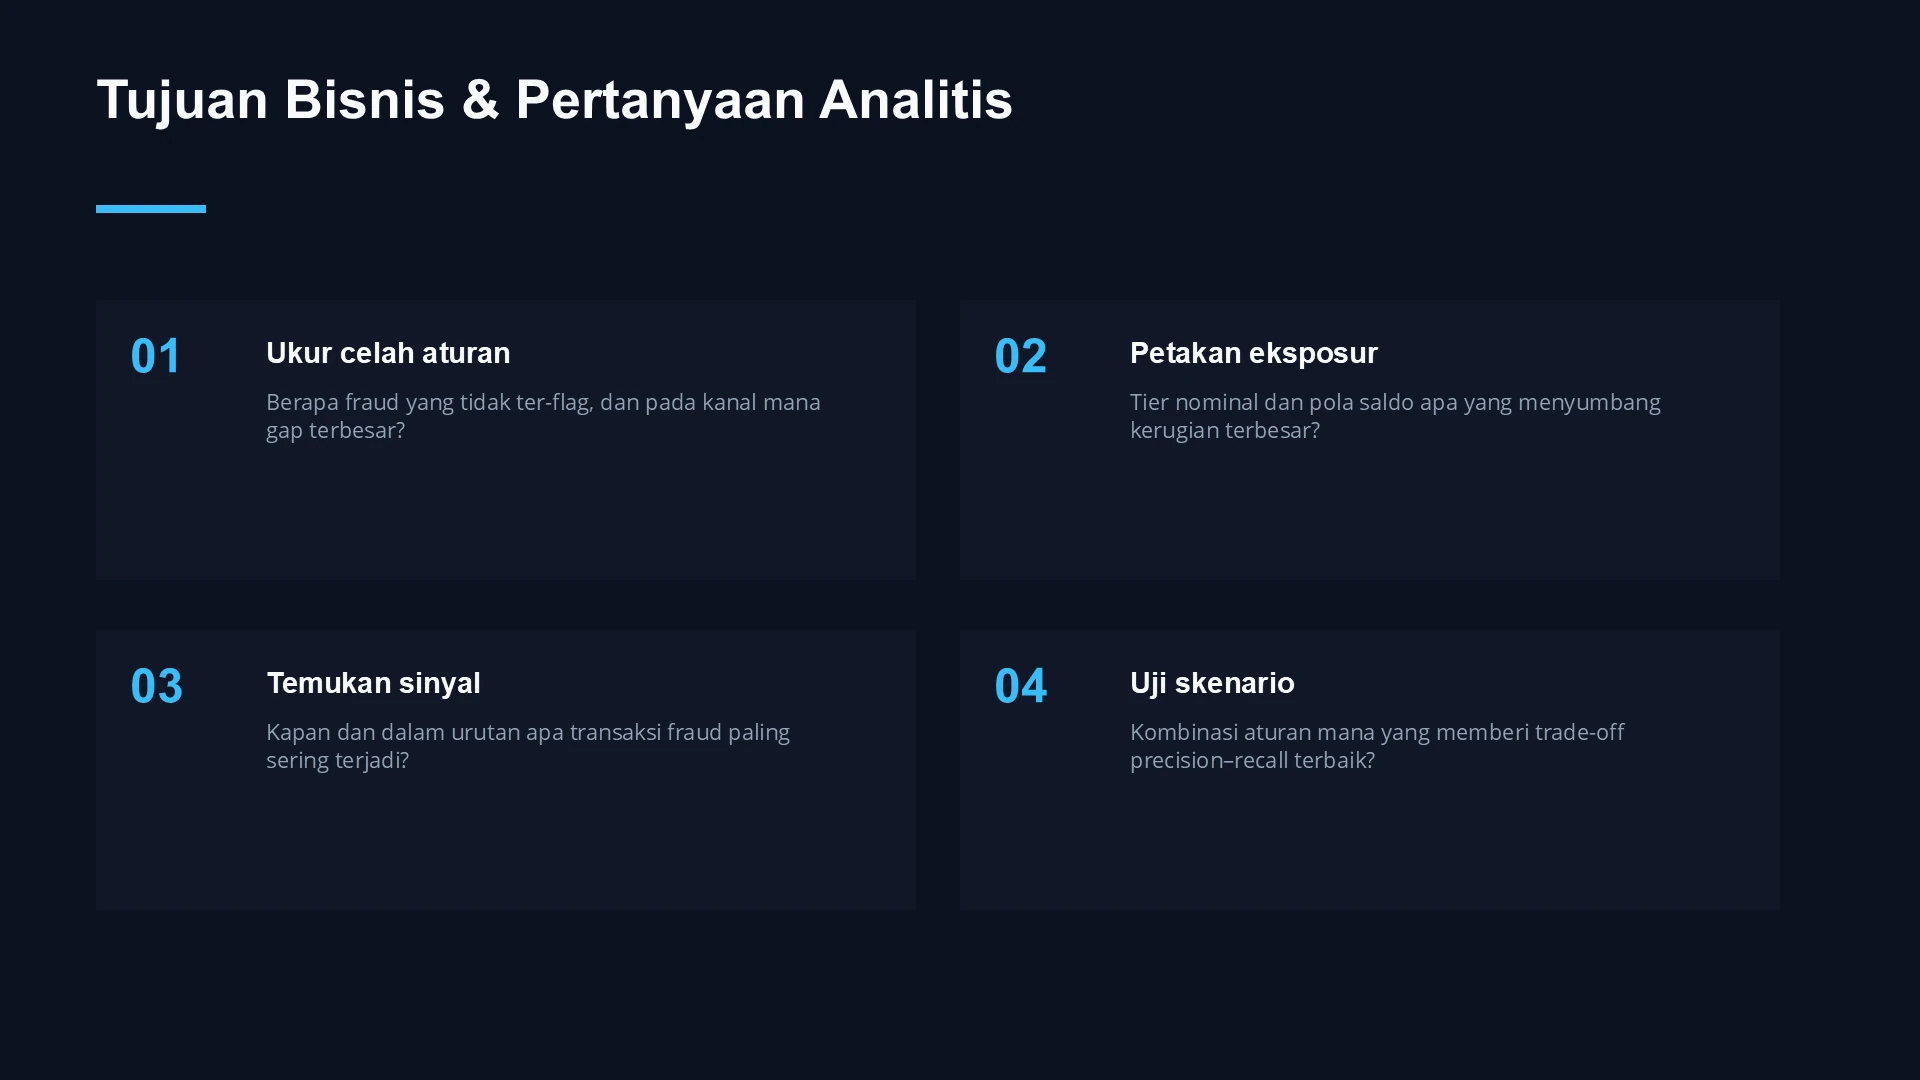 Tujuan Bisnis & Pertanyaan Analitis
01
Ukur celah aturan
Berapa fraud yang tidak ter-flag, dan pada kanal mana
gap terbesar?
02
Petakan eksposur
Tier nominal dan pola saldo apa yang menyumbang
kerugian terbesar?
03
Temukan sinyal
Kapan dan dalam urutan apa transaksi fraud paling
sering terjadi?
04
Uji skenario
Kombinasi aturan mana yang memberi trade-off
precision–recall terbaik?